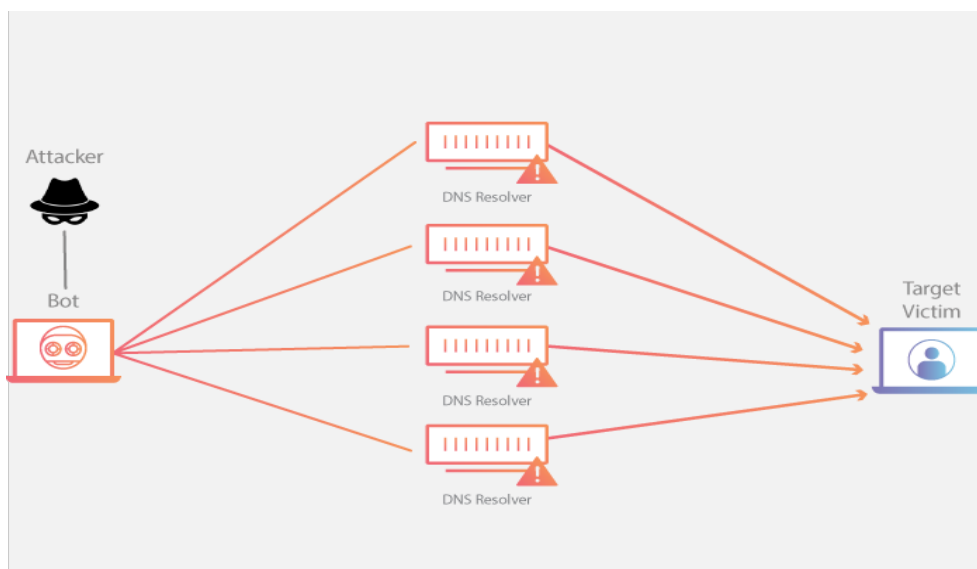 Attacker
Bot
DNS Resolver
DNS Resolver
DNS Resolver
DNS Resolver
Target
Victim